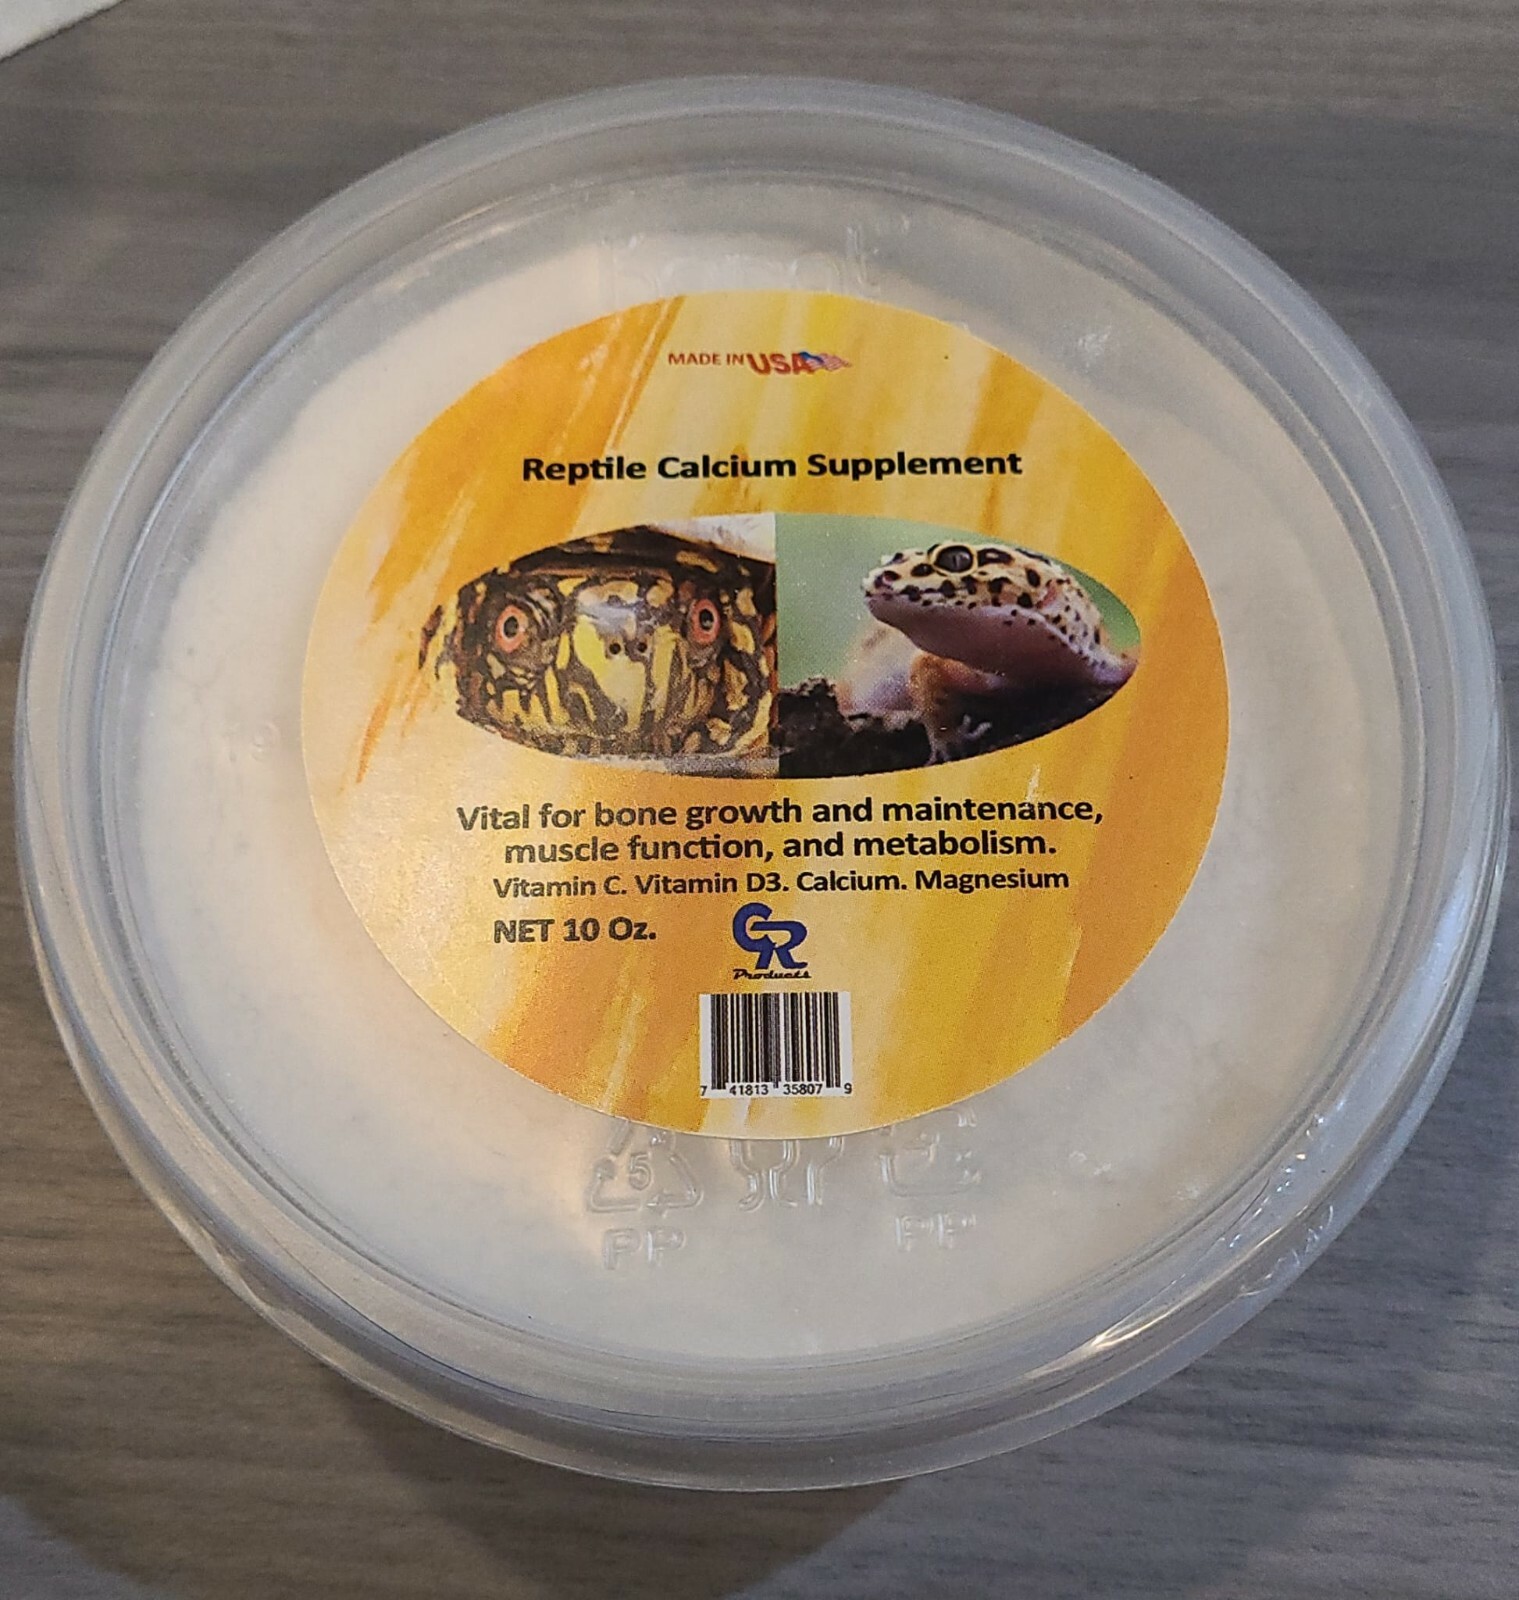 MADE IN USA
Reptile Calcium Supplement
Vital for bone growth and maintenance,
muscle function, and metabolism.
Vitamin C. Vitamin D3. Calcium. Magnesium
NET 10 Oz.
CR
Products
7 41813 35807 9
5
PP
PP